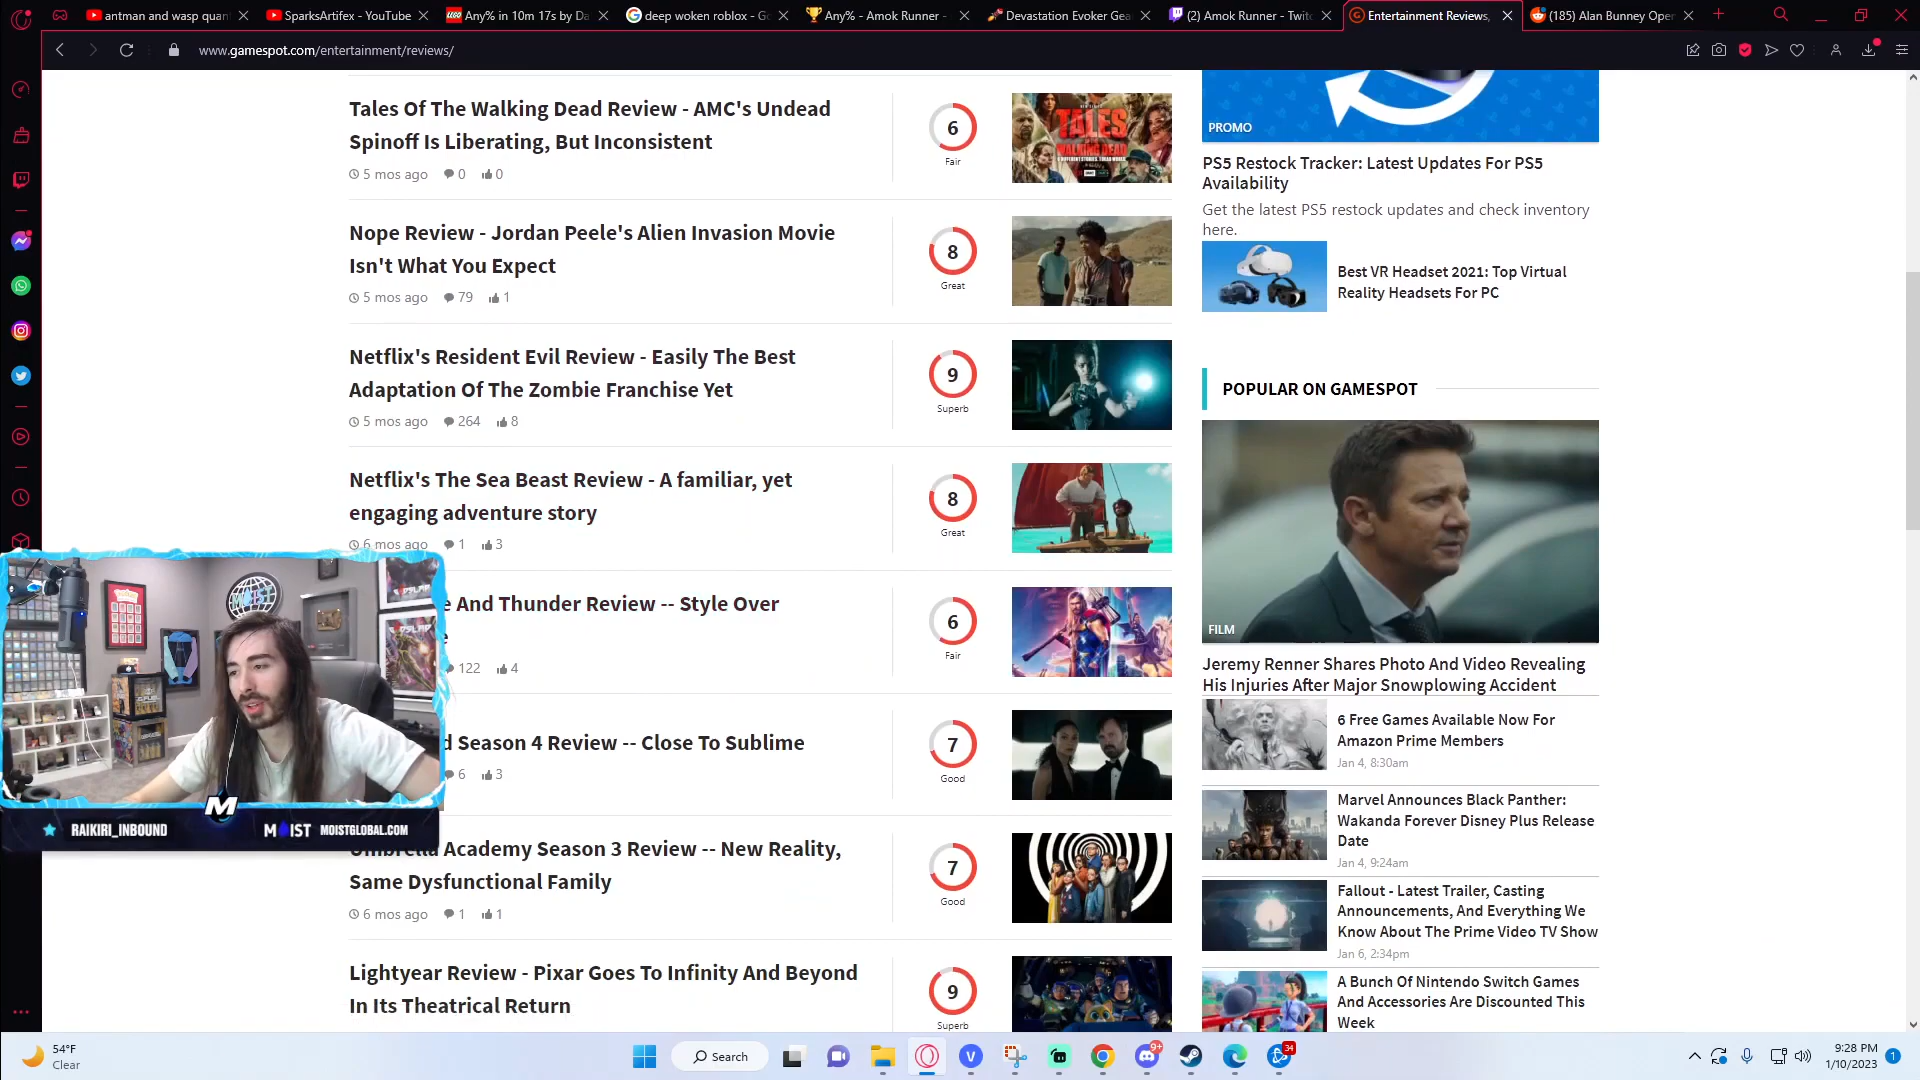 antman and wasp quan
SparksArtifex - YouTube
Any% in 10m 17s by Da
deep woken roblox - Go
Any% - Amok Runner -
Devastation Evoker Gea
(2) Amok Runner - Twitc
Entertainment Reviews,
(185) Alan Bunney Oper
www.gamespot.com/entertainment/reviews/
Tales Of The Walking Dead Review - AMC's Undead
Spinoff Is Liberating, But Inconsistent
5 mos ago 0 0
6
Fair
TALES
WALKING DEAD
Nope Review - Jordan Peele's Alien Invasion Movie
Isn't What You Expect
5 mos ago 79 1
8
Great
Netflix's Resident Evil Review - Easily The Best
Adaptation Of The Zombie Franchise Yet
5 mos ago 264 8
9
Superb
Netflix's The Sea Beast Review - A familiar, yet
engaging adventure story
6 mos ago 1 3
8
Great
e And Thunder Review -- Style Over
e
122 4
6
Fair
d Season 4 Review -- Close To Sublime
6 3
7
Good
Umbrella Academy Season 3 Review -- New Reality,
Same Dysfunctional Family
6 mos ago 1 1
7
Good
Lightyear Review - Pixar Goes To Infinity And Beyond
In Its Theatrical Return
9
Superb
PROMO
PS5 Restock Tracker: Latest Updates For PS5
Availability
Get the latest PS5 restock updates and check inventory
here.
Best VR Headset 2021: Top Virtual
Reality Headsets For PC
POPULAR ON GAMESPOT
FILM
Jeremy Renner Shares Photo And Video Revealing
His Injuries After Major Snowplowing Accident
6 Free Games Available Now For
Amazon Prime Members
Jan 4, 8:30am
Marvel Announces Black Panther:
Wakanda Forever Disney Plus Release
Date
Jan 4, 9:24am
Fallout - Latest Trailer, Casting
Announcements, And Everything We
Know About The Prime Video TV Show
Jan 6, 2:34pm
A Bunch Of Nintendo Switch Games
And Accessories Are Discounted This
Week
MOIST
M
RAIKIRI_INBOUND
MOIST MOISTGLOBAL.COM
54°F
Clear
Search
9+
34
9:28 PM
1/10/2023
1